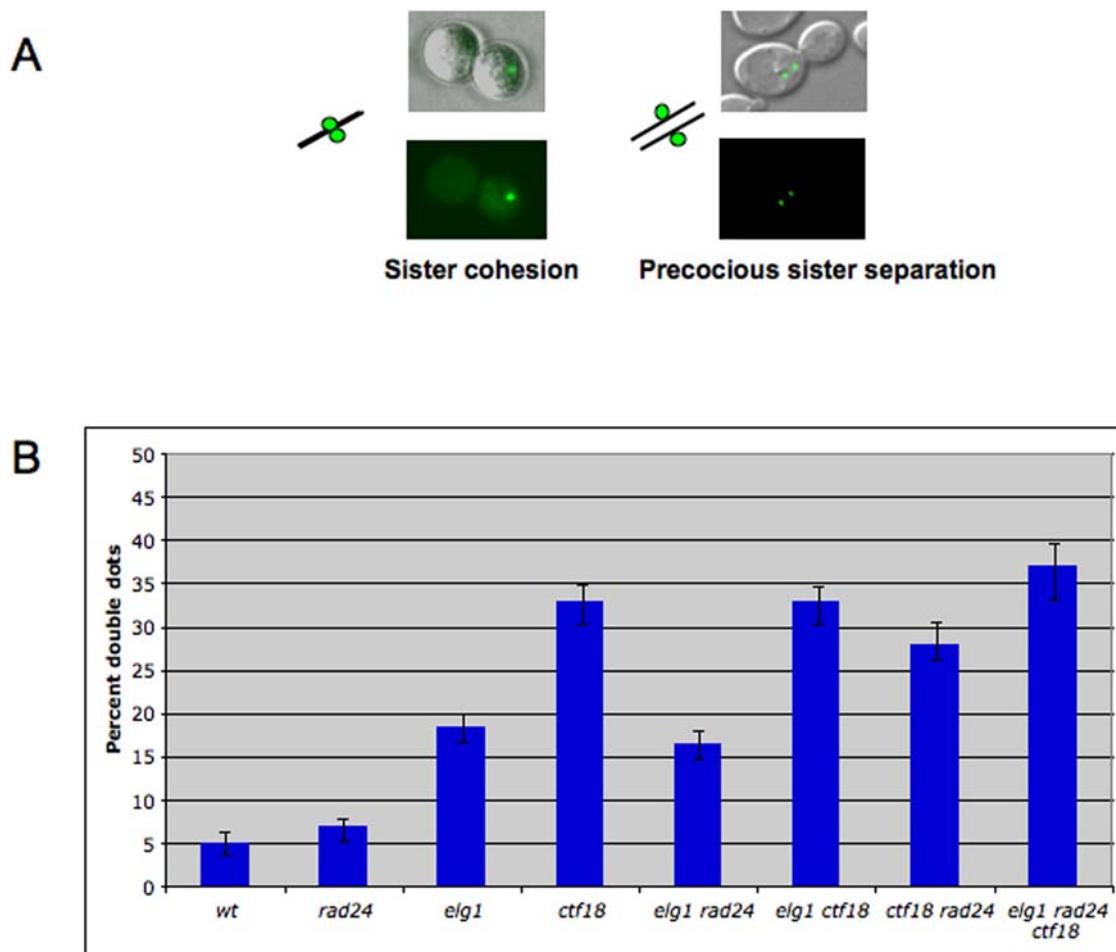 A
Sister cohesion
Precocious sister separation
B
Percent double dots
50
45
40
35
30
25
20
15
10
5
0
wt
rad24
elg1
ctf18
elg1 rad24
elg1 ctf18
ctf18 rad24
elg1 rad24
ctf18